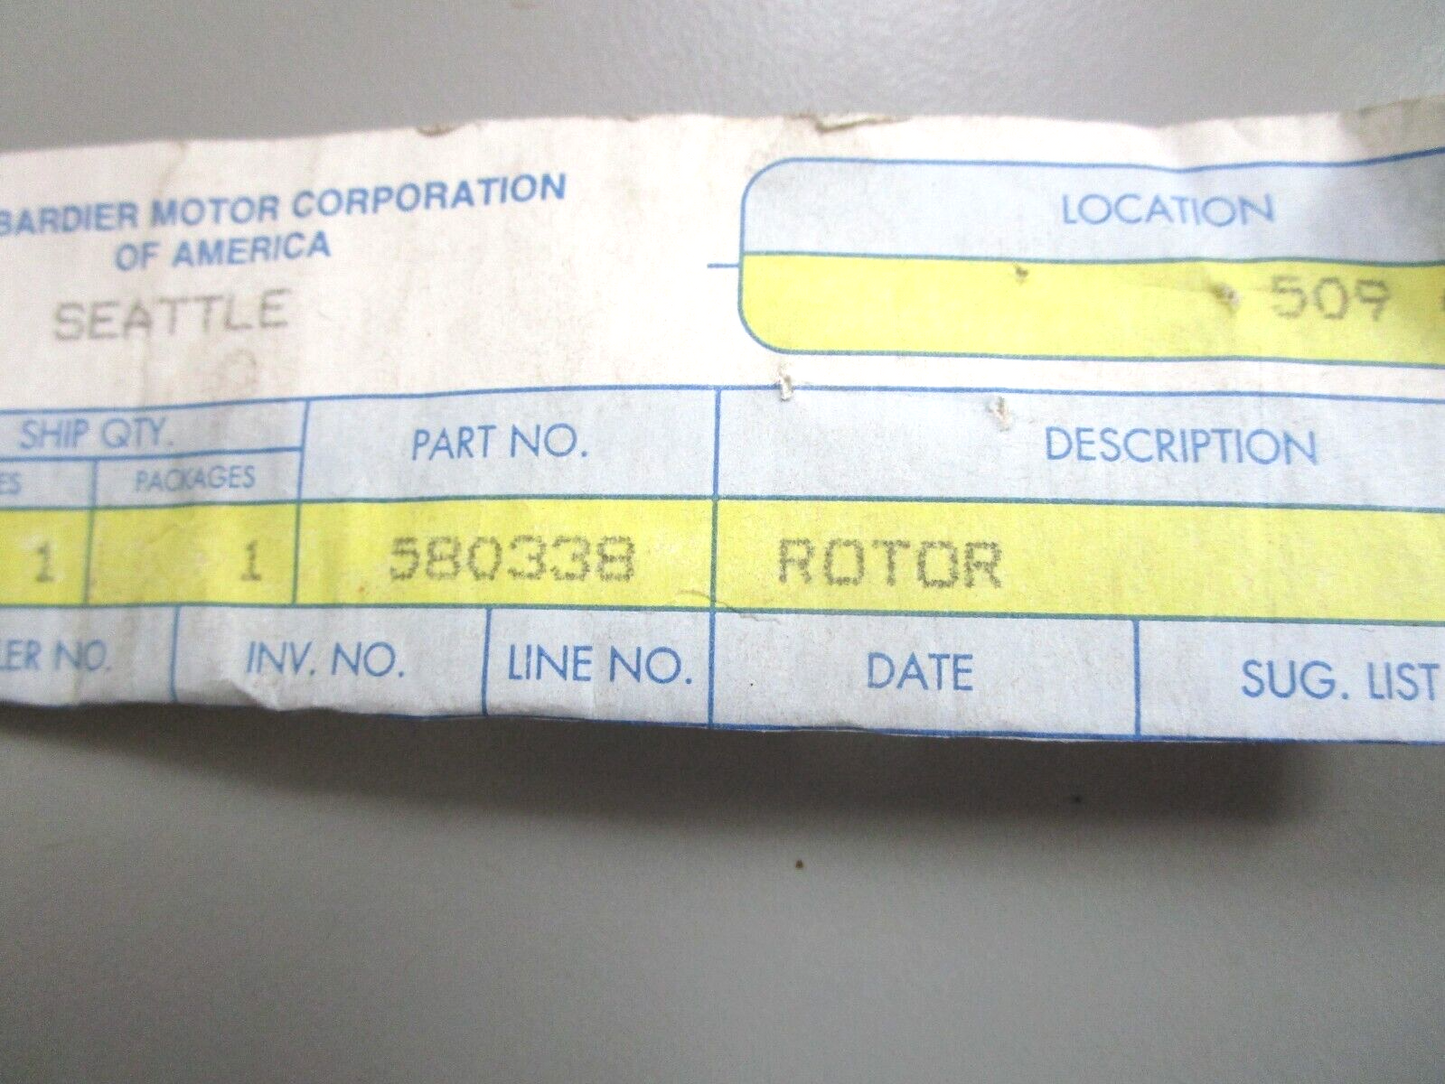 BARDIER MOTOR CORPORATION
OF AMERICA
SEATTLE
LOCATION
509
SHIP QTY.
PART NO.
DESCRIPTION
ES
PACKAGES
1
1
580338
ROTOR
LER NO.
INV. NO.
LINE NO.
DATE
SUG. LIST